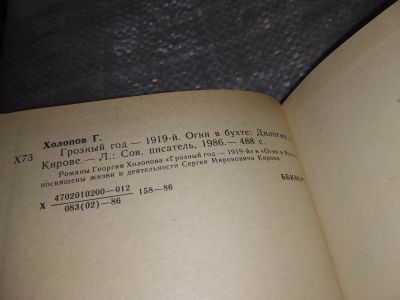 Холопов Г.
Х73 Грозный год — 1919-й. Огни в бухте: Дилогия
Кирове.— Л.: Сов. писатель, 1986.— 488 с.
Романы Георгия Холопова «Грозный год — 1919-й» и «Огни в
посвящены жизни и деятельности Сергея Мироновича Кирова.
Х 4702010200—012
083(02)—86 158—86